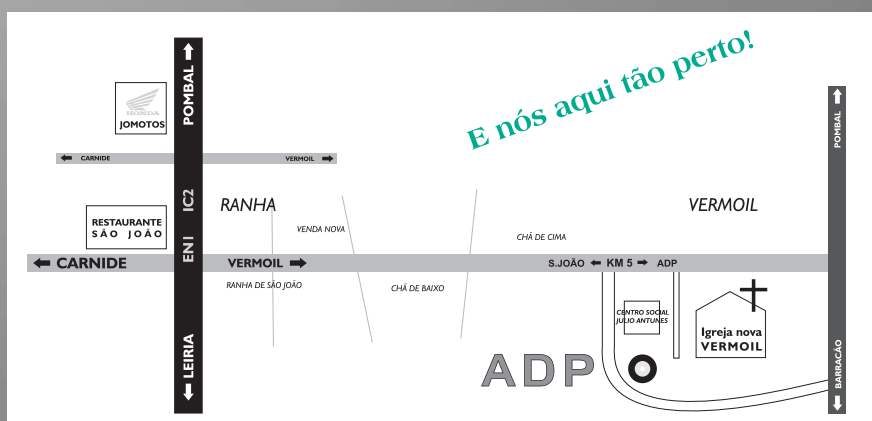 E nós aqui tão perto!
POMBAL
POMBAL
HONDA
JOMOTOS
CARNIDE
VERMOIL
RESTAURANTE
SÃO JOÃO
IC2
EN1
RANHA
VERMOIL
VENDA NOVA
CHÃ DE CIMA
CARNIDE
VERMOIL
S.JOÃO
KM 5
ADP
RANHA DE SÃO JOÃO
CHÃ DE BAIXO
CENTRO SOCIAL
JULIO ANTUNES
Igreja nova
VERMOIL
LEIRIA
ADP
BARRACÃO